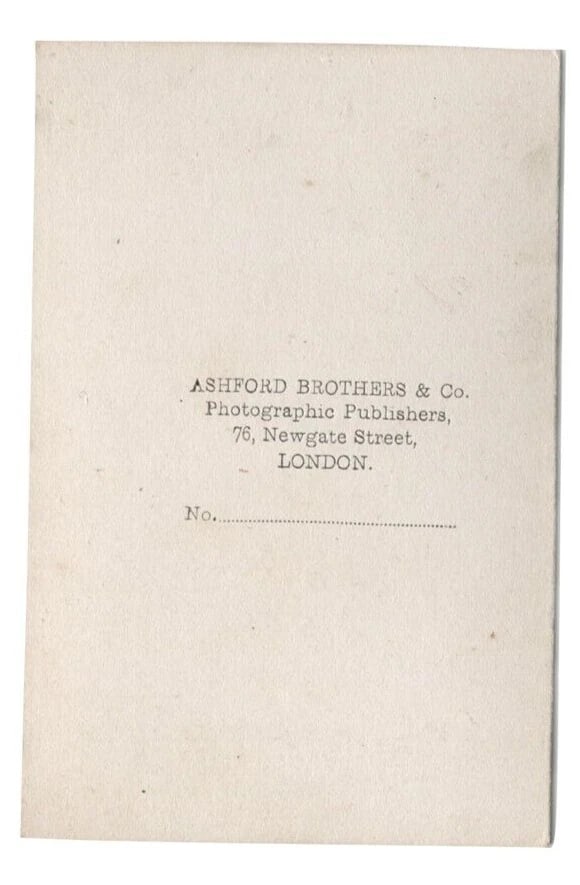 ASHFORD BROTHERS & Co.
Photographic Publishers,
76, Newgate Street,
LONDON.
No.